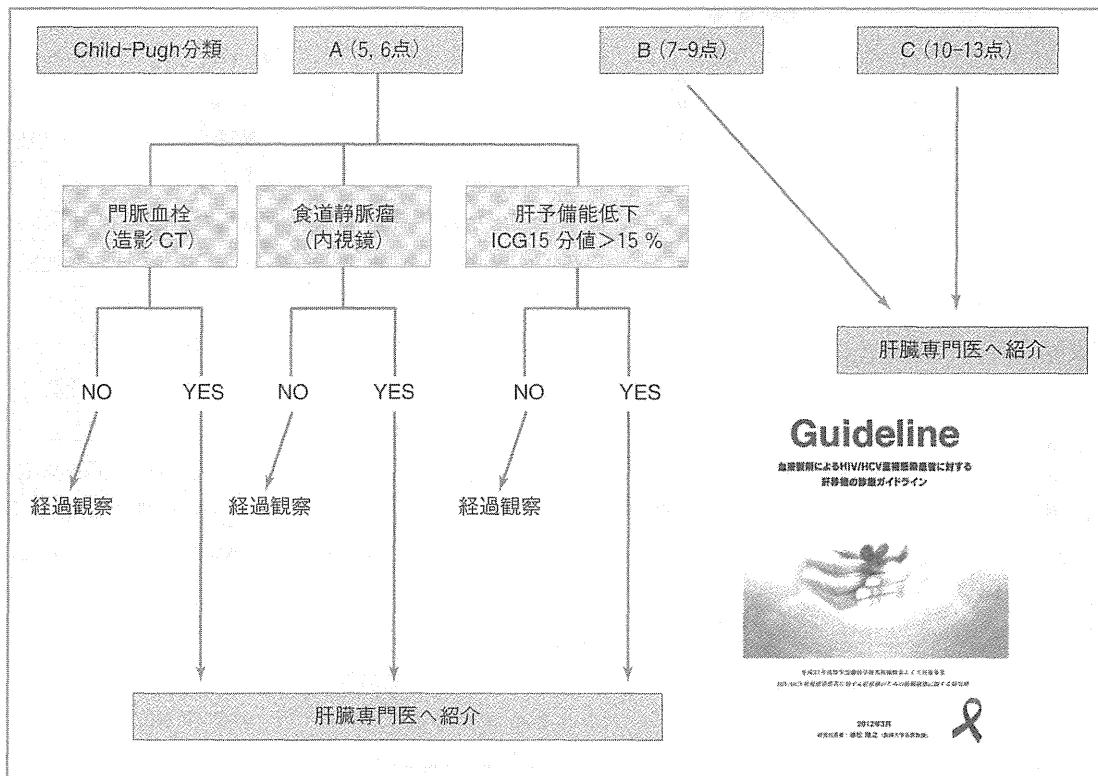 Child-Pugh分類
A (5, 6点)
B (7-9点)
C (10-13点)
門脈血栓
(造影 CT)
食道静脈瘤
(内視鏡)
肝予備能低下
ICG15 分値>15 %
NO
YES
NO
YES
NO
YES
経過観察
経過観察
経過観察
肝臓専門医へ紹介
肝臓専門医へ紹介
Guideline
血液製剤によるHIV/HCV重複感染患者に対する
肝移植の診療ガイドライン
2012年3月